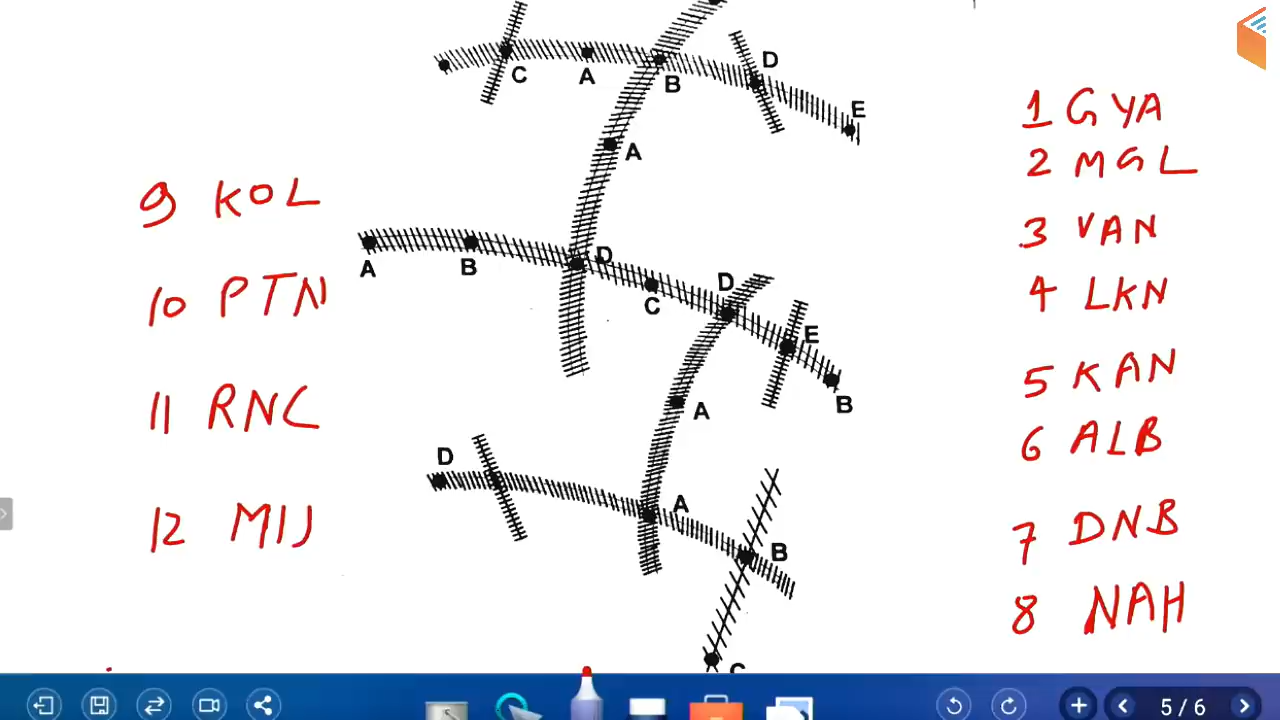 C A B D E
A
A B D C D E B
A
D A B
C
9 KOL
10 PTN
11 RNC
12 MIJ
1 GYA
2 MGL
3 VAN
4 LKN
5 KAN
6 ALB
7 DNB
8 NAH
5 / 6